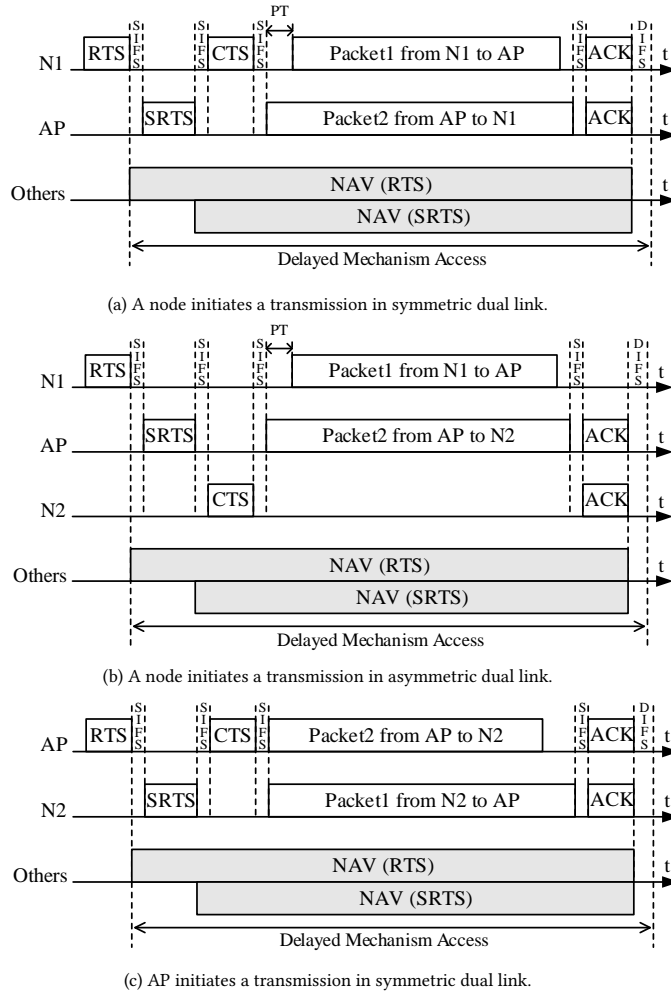 PT
SIFS SIFS SIFS SIFS DIFS
N1 RTS CTS Packet1 from N1 to AP ACK t
AP SRTS Packet2 from AP to N1 ACK t
Others NAV (RTS) t
NAV (SRTS)
Delayed Mechanism Access
(a) A node initiates a transmission in symmetric dual link.
PT
SIFS SIFS SIFS SIFS DIFS
N1 RTS Packet1 from N1 to AP t
AP SRTS Packet2 from AP to N2 ACK t
N2 CTS ACK t
Others NAV (RTS) t
NAV (SRTS)
Delayed Mechanism Access
(b) A node initiates a transmission in asymmetric dual link.
SIFS SIFS SIFS SIFS DIFS
AP RTS CTS Packet2 from AP to N2 ACK t
N2 SRTS Packet1 from N2 to AP ACK t
Others NAV (RTS) t
NAV (SRTS)
Delayed Mechanism Access
(c) AP initiates a transmission in symmetric dual link.